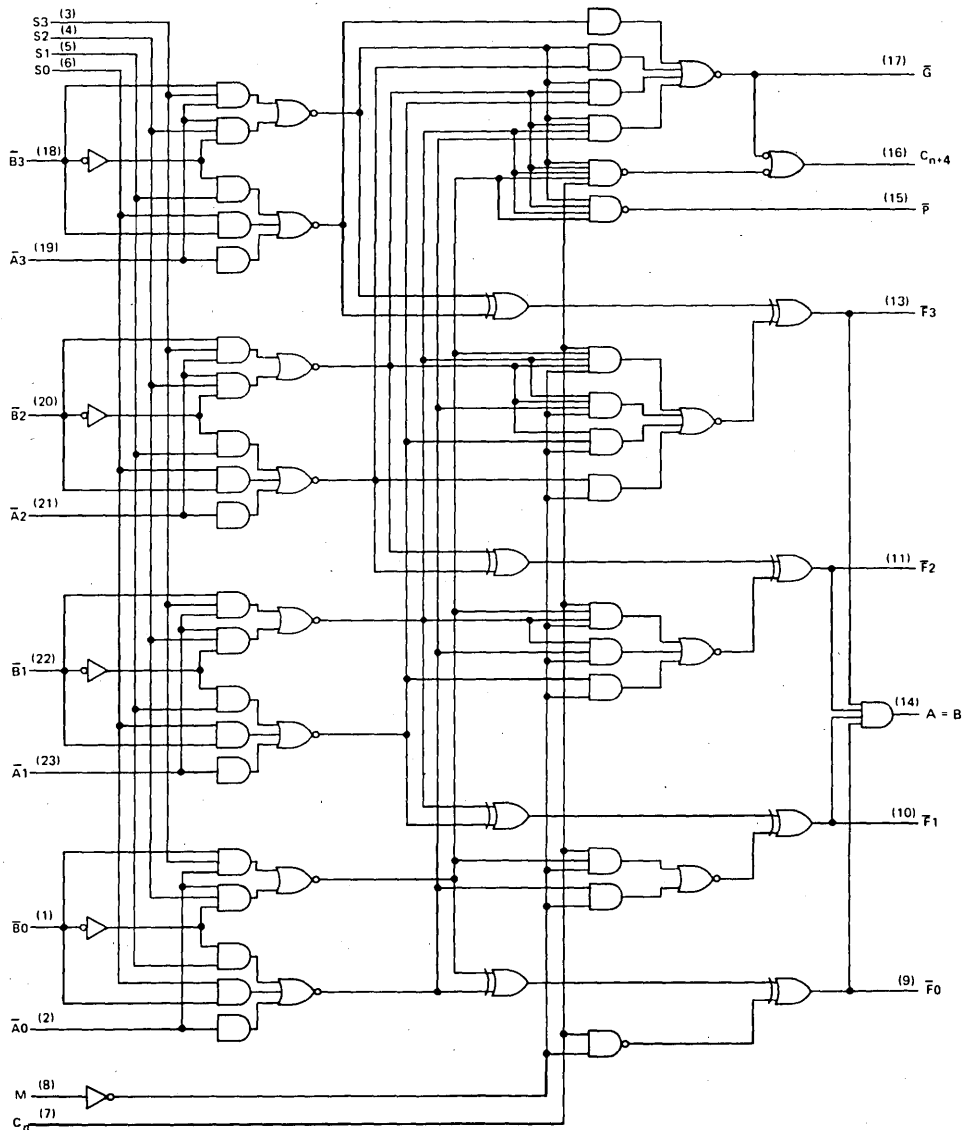 S3 (3)
S2 (4)
S1 (5)
S0 (6)
(17) G̅
(16) Cn+4
(15) P̅
B̅3 (18)
A̅3 (19)
(13) F̅3
B̅2 (20)
A̅2 (21)
(11) F̅2
B̅1 (22)
(14) A = B
A̅1 (23)
(10) F̅1
B̅0 (1)
(9) F̅0
A̅0 (2)
M (8)
Cn (7)